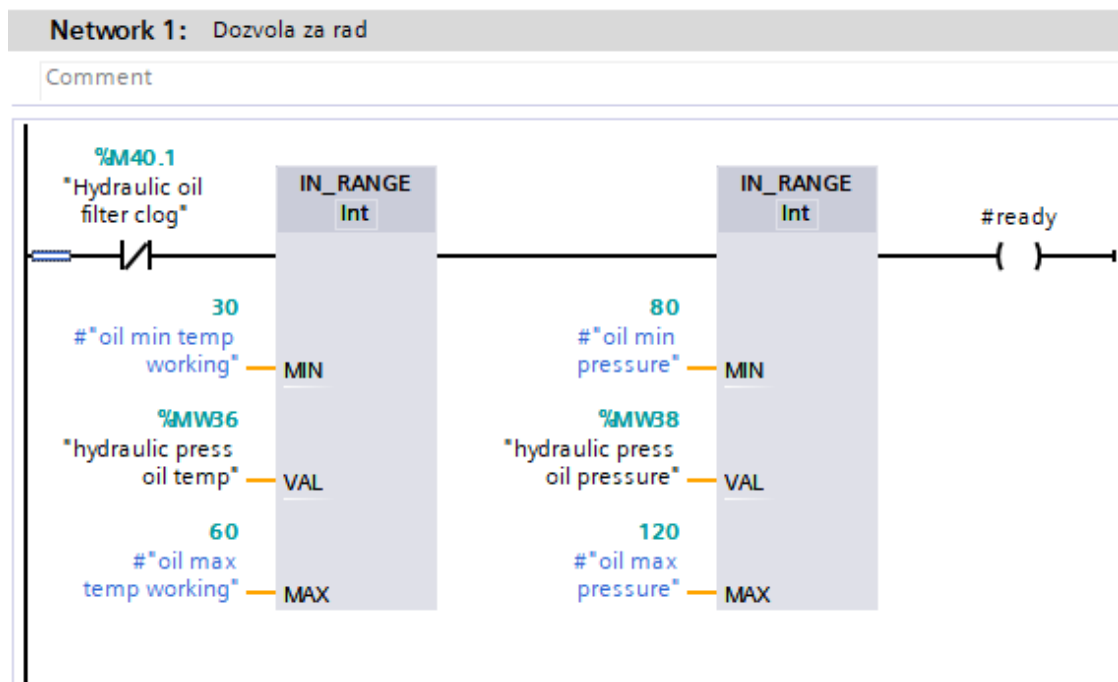 Network 1: Dozvola za rad
Comment
%M40.1
"Hydraulic oil
filter clog"
IN_RANGE
Int
30
#"oil min temp
working"
MIN
%MW36
"hydraulic press
oil temp"
VAL
60
#"oil max
temp working"
MAX
IN_RANGE
Int
80
#"oil min
pressure"
MIN
%MW38
"hydraulic press
oil pressure"
VAL
120
#"oil max
pressure"
MAX
#ready